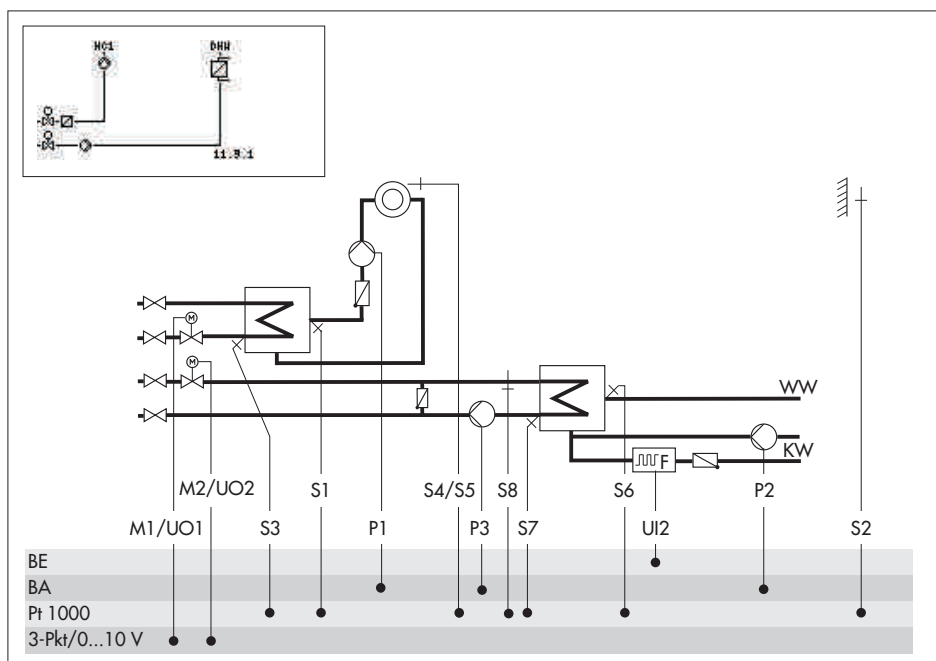 HC1 DHW
11.9.1
WW
KW
F
M
M
M2/UO2 S1 S4/S5 S8 S6 P2
M1/UO1 S3 P1 P3 S7 UI2 S2
BE
BA
Pt 1000
3-Pkt/0...10 V